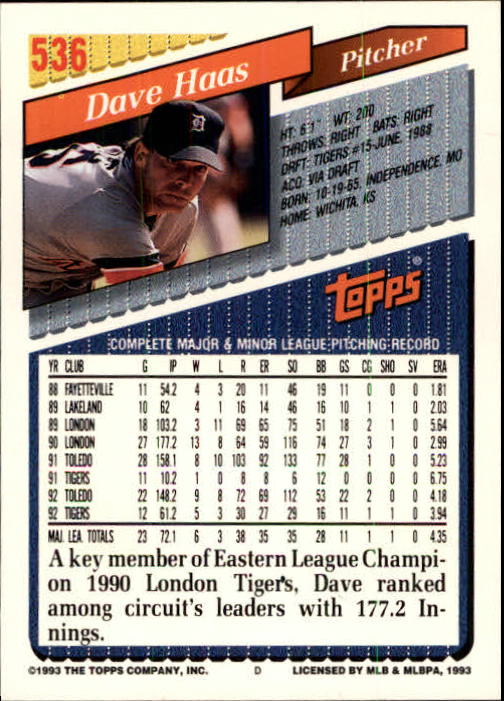 536
Dave Haas
Pitcher
HT: 6'1" WT: 210
THROWS: RIGHT BATS: RIGHT
DRFT: TIGERS #15-JUNE, 1988
ACQ: VIA DRAFT
BORN: 10-19-65, INDEPENDENCE, MO
HOME: WICHITA, KS
TOPPS®
COMPLETE MAJOR & MINOR LEAGUE PITCHING RECORD
YR CLUB G IP W L R ER SO BB GS CG SHO SV ERA
88 FAYETTEVILLE 11 54.2 4 3 20 11 46 19 11 0 0 0 1.81
89 LAKELAND 10 62 4 1 16 14 46 16 10 1 1 0 2.03
89 LONDON 18 103.2 3 11 69 65 75 51 18 2 1 0 5.64
90 LONDON 27 177.2 13 8 64 59 116 74 27 3 1 0 2.99
91 TOLEDO 28 158.1 8 10 103 92 133 77 28 1 0 0 5.23
91 TIGERS 11 10.2 1 0 8 8 6 12 0 0 0 0 6.75
92 TOLEDO 22 148.2 9 8 72 69 112 53 22 2 0 0 4.18
92 TIGERS 12 61.2 5 3 30 27 29 16 11 1 1 0 3.94
MAJ. LEA. TOTALS 23 72.1 6 3 38 35 35 28 11 1 1 0 4.35
A key member of Eastern League Champi-
on 1990 London Tigers, Dave ranked
among circuit's leaders with 177.2 In-
nings.
©1993 THE TOPPS COMPANY, INC. D LICENSED BY MLB & MLBPA, 1993